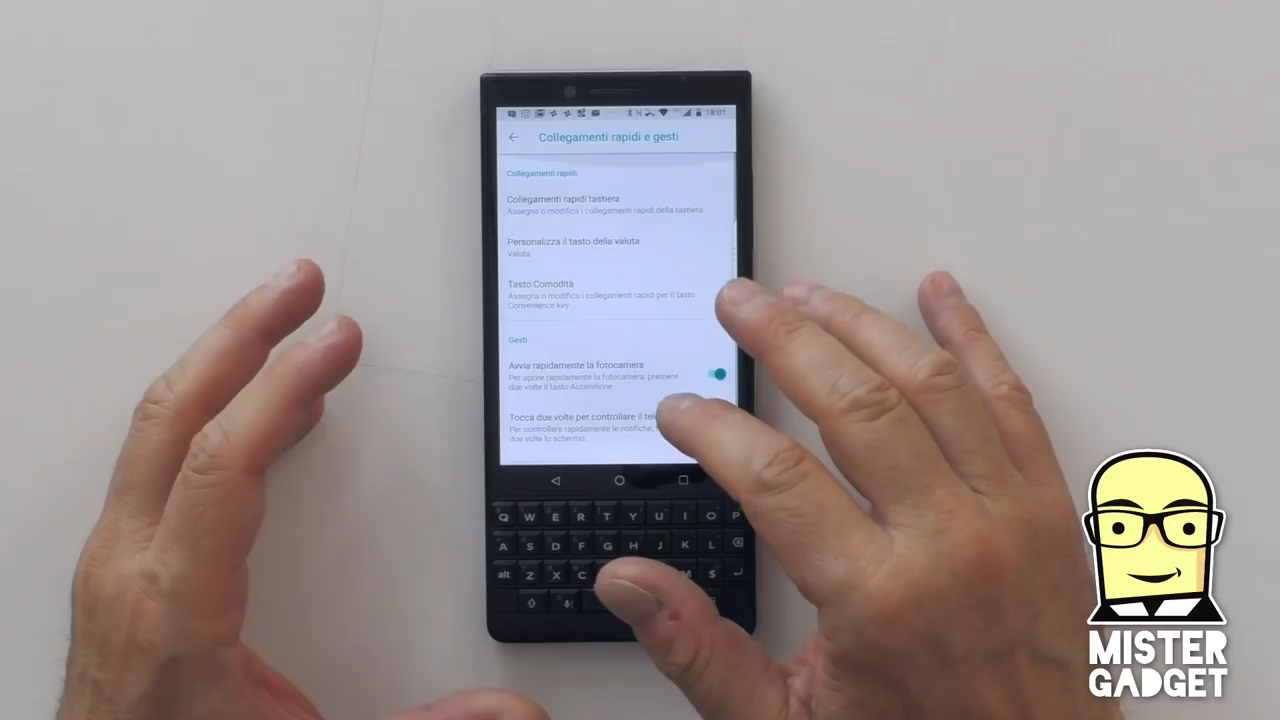 18:01
Collegamenti rapidi e gesti
Collegamenti rapidi
Collegamenti rapidi tastiera
Assegna o modifica i collegamenti rapidi della tastiera
Personalizza il tasto della valuta
Valuta
Tasto Comodità
Assegna o modifica i collegamenti rapidi per il tasto
Convenience key
Gesti
Avvia rapidamente la fotocamera
Per aprire rapidamente la fotocamera, premere
due volte il tasto Accensione
Tocca due volte per controllare il
Per controllare rapidamente le notifiche,
due volte lo schermo.
Q W E R T Y U I O P
A S D F G H J K L
alt Z X C M $
MISTER
GADGET